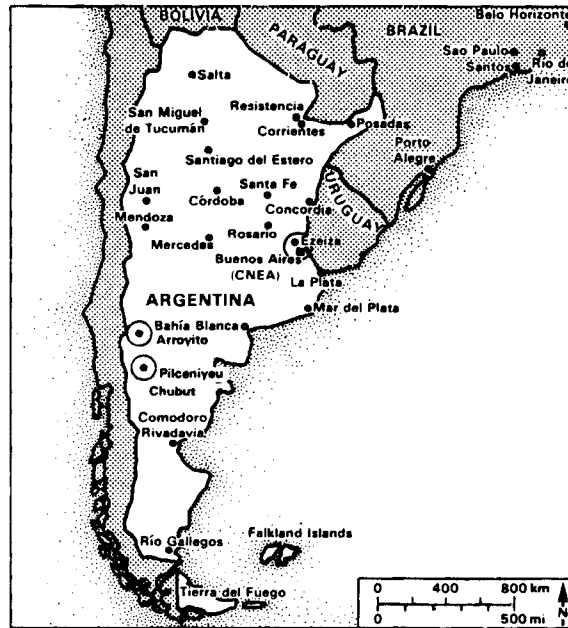 BOLIVIA
Belo Horizonte
BRAZIL
PARAGUAY
Sao Paulo
Santos
Rio de
Janeiro
Salta
Resistencia
San Miguel
de Tucumán
Corrientes
Posadas
Porto
Alegre
Santiago del Estero
San
Juan
Santa Fe
URUGUAY
Córdoba
Concordia
Mendoza
Mercedes
Rosario
Ezeiza
Buenos Aires
(CNEA)
La Plata
ARGENTINA
Mar del Plata
Bahía Blanca
Arroyito
Pilceniyeu
Chubut
Comodoro
Rivadavia
Río Gallegos
Falkland Islands
Tierra del Fuego
0 400 800 km
0 500 mi
N